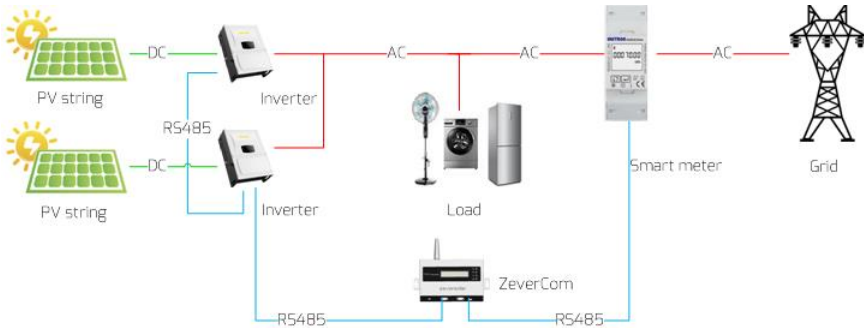 DC
AC
AC
AC
PV string
Inverter
RS485
DC
Smart meter
Grid
PV string
Inverter
Load
ZeverCom
RS485
RS485